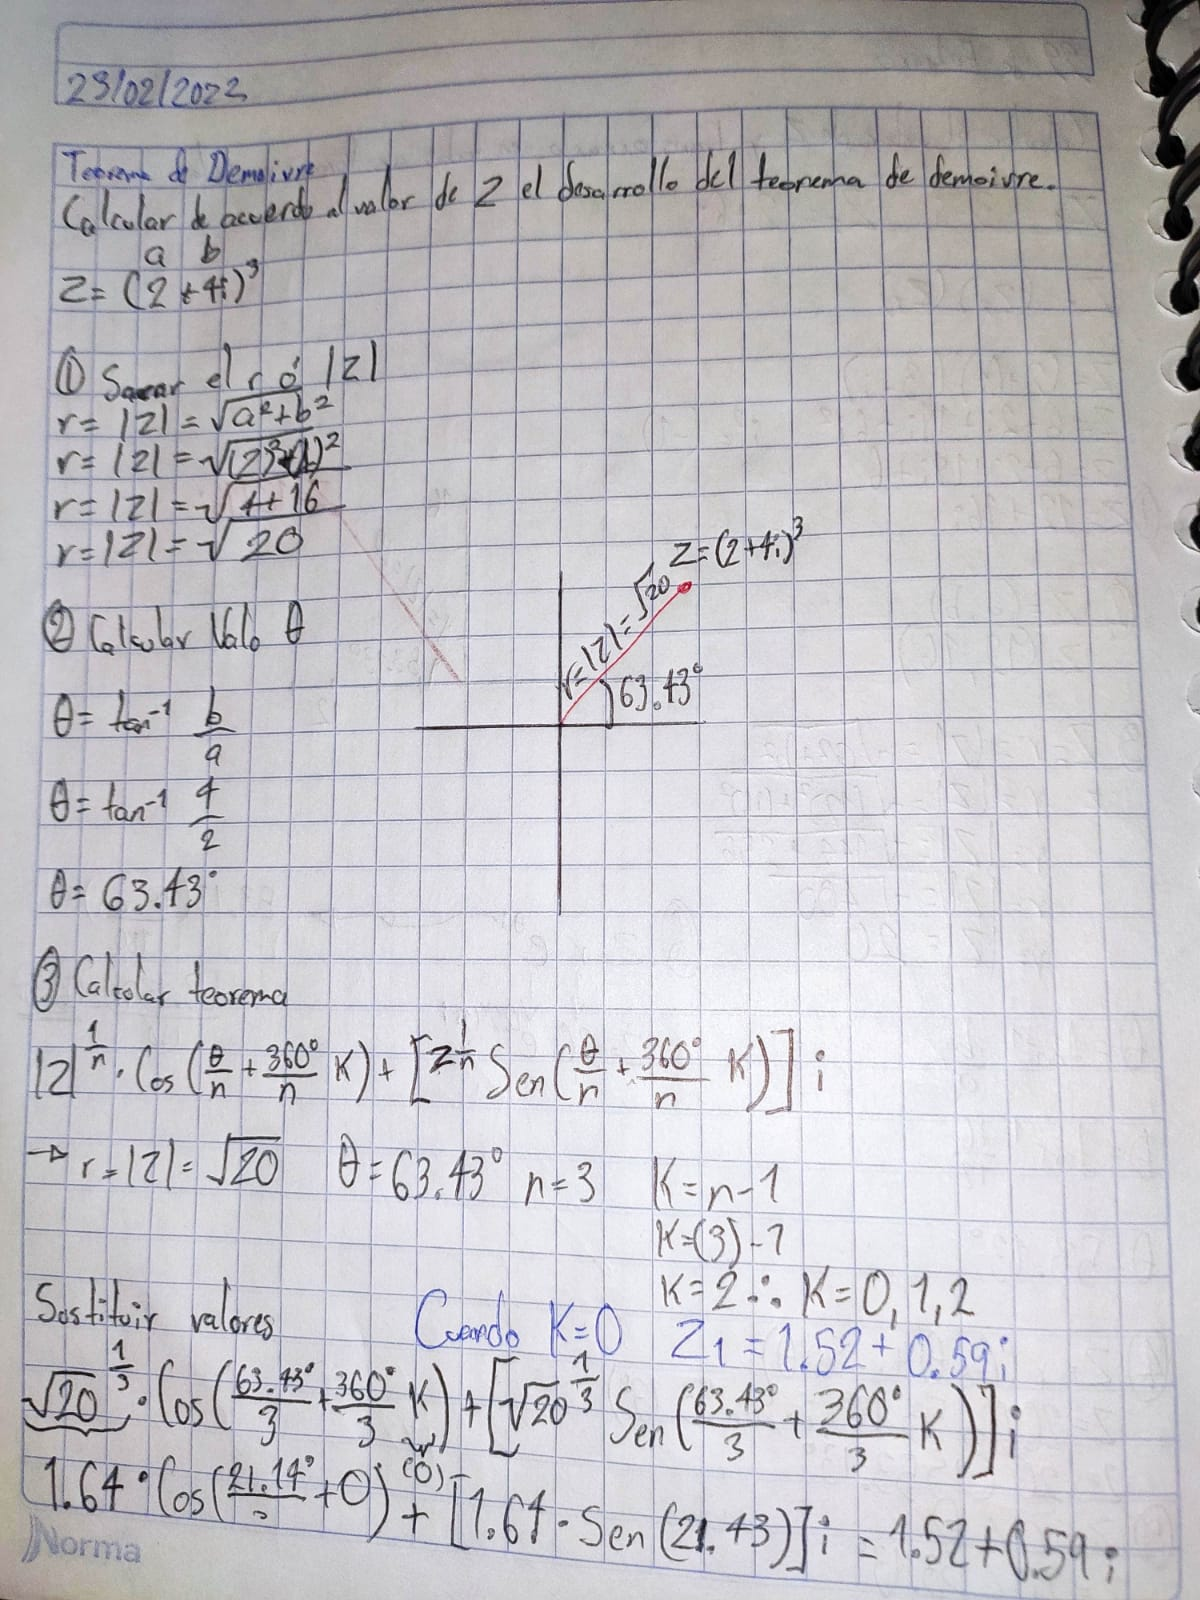 23/02/2022
Teorema de Demoivre
Calcular de acuerdo al valor de Z el desarrollo del teorema de demoivre.
a b
Z= (2+4i)³
① Sacar el r ó |Z|
r= |Z| = √a²+b²
r= |Z| = √(2)²+(4)²
r= |Z| = √4+16
r= |Z| = √20
Z=(2+4i)³
r=|Z|=√20
63.43°
② Calcular Valo θ
θ= tan⁻¹ b/a
θ= tan⁻¹ 4/2
θ= 63.43°
③ Calcular teorema
|Z|^1/n · Cos (θ/n + 360°/n K) + [Z^1/n Sen (θ/n + 360°/n K)] i
→ r=|Z|= √20 θ=63.43° n=3 K=n-1
K=(3)-1
K=2 ∴ K=0,1,2
Sostituir valores Cuando K=0 Z1 = 1.52+0.59i
√20^1/3 · Cos (63.43°/3 + 360°/3 K) + [√20^1/3 Sen (63.43°/3 + 360°/3 K)] i
(0)
1.64 · Cos (21.14° + 0) + [1.64 · Sen (21.43)] i = 1.52+0.59i
Norma